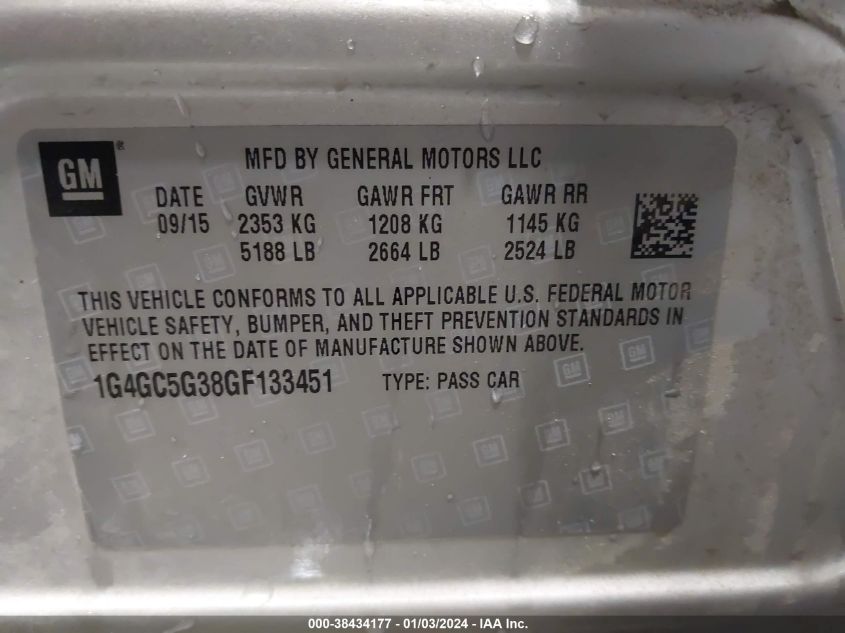 GM ®
MFD BY GENERAL MOTORS LLC
DATE GVWR GAWR FRT GAWR RR
09/15 2353 KG 1208 KG 1145 KG
5188 LB 2664 LB 2524 LB
THIS VEHICLE CONFORMS TO ALL APPLICABLE U.S. FEDERAL MOTOR
VEHICLE SAFETY, BUMPER, AND THEFT PREVENTION STANDARDS IN
EFFECT ON THE DATE OF MANUFACTURE SHOWN ABOVE.
1G4GC5G38GF133451 TYPE: PASS CAR
000-38434177 - 01/03/2024 - IAA Inc.